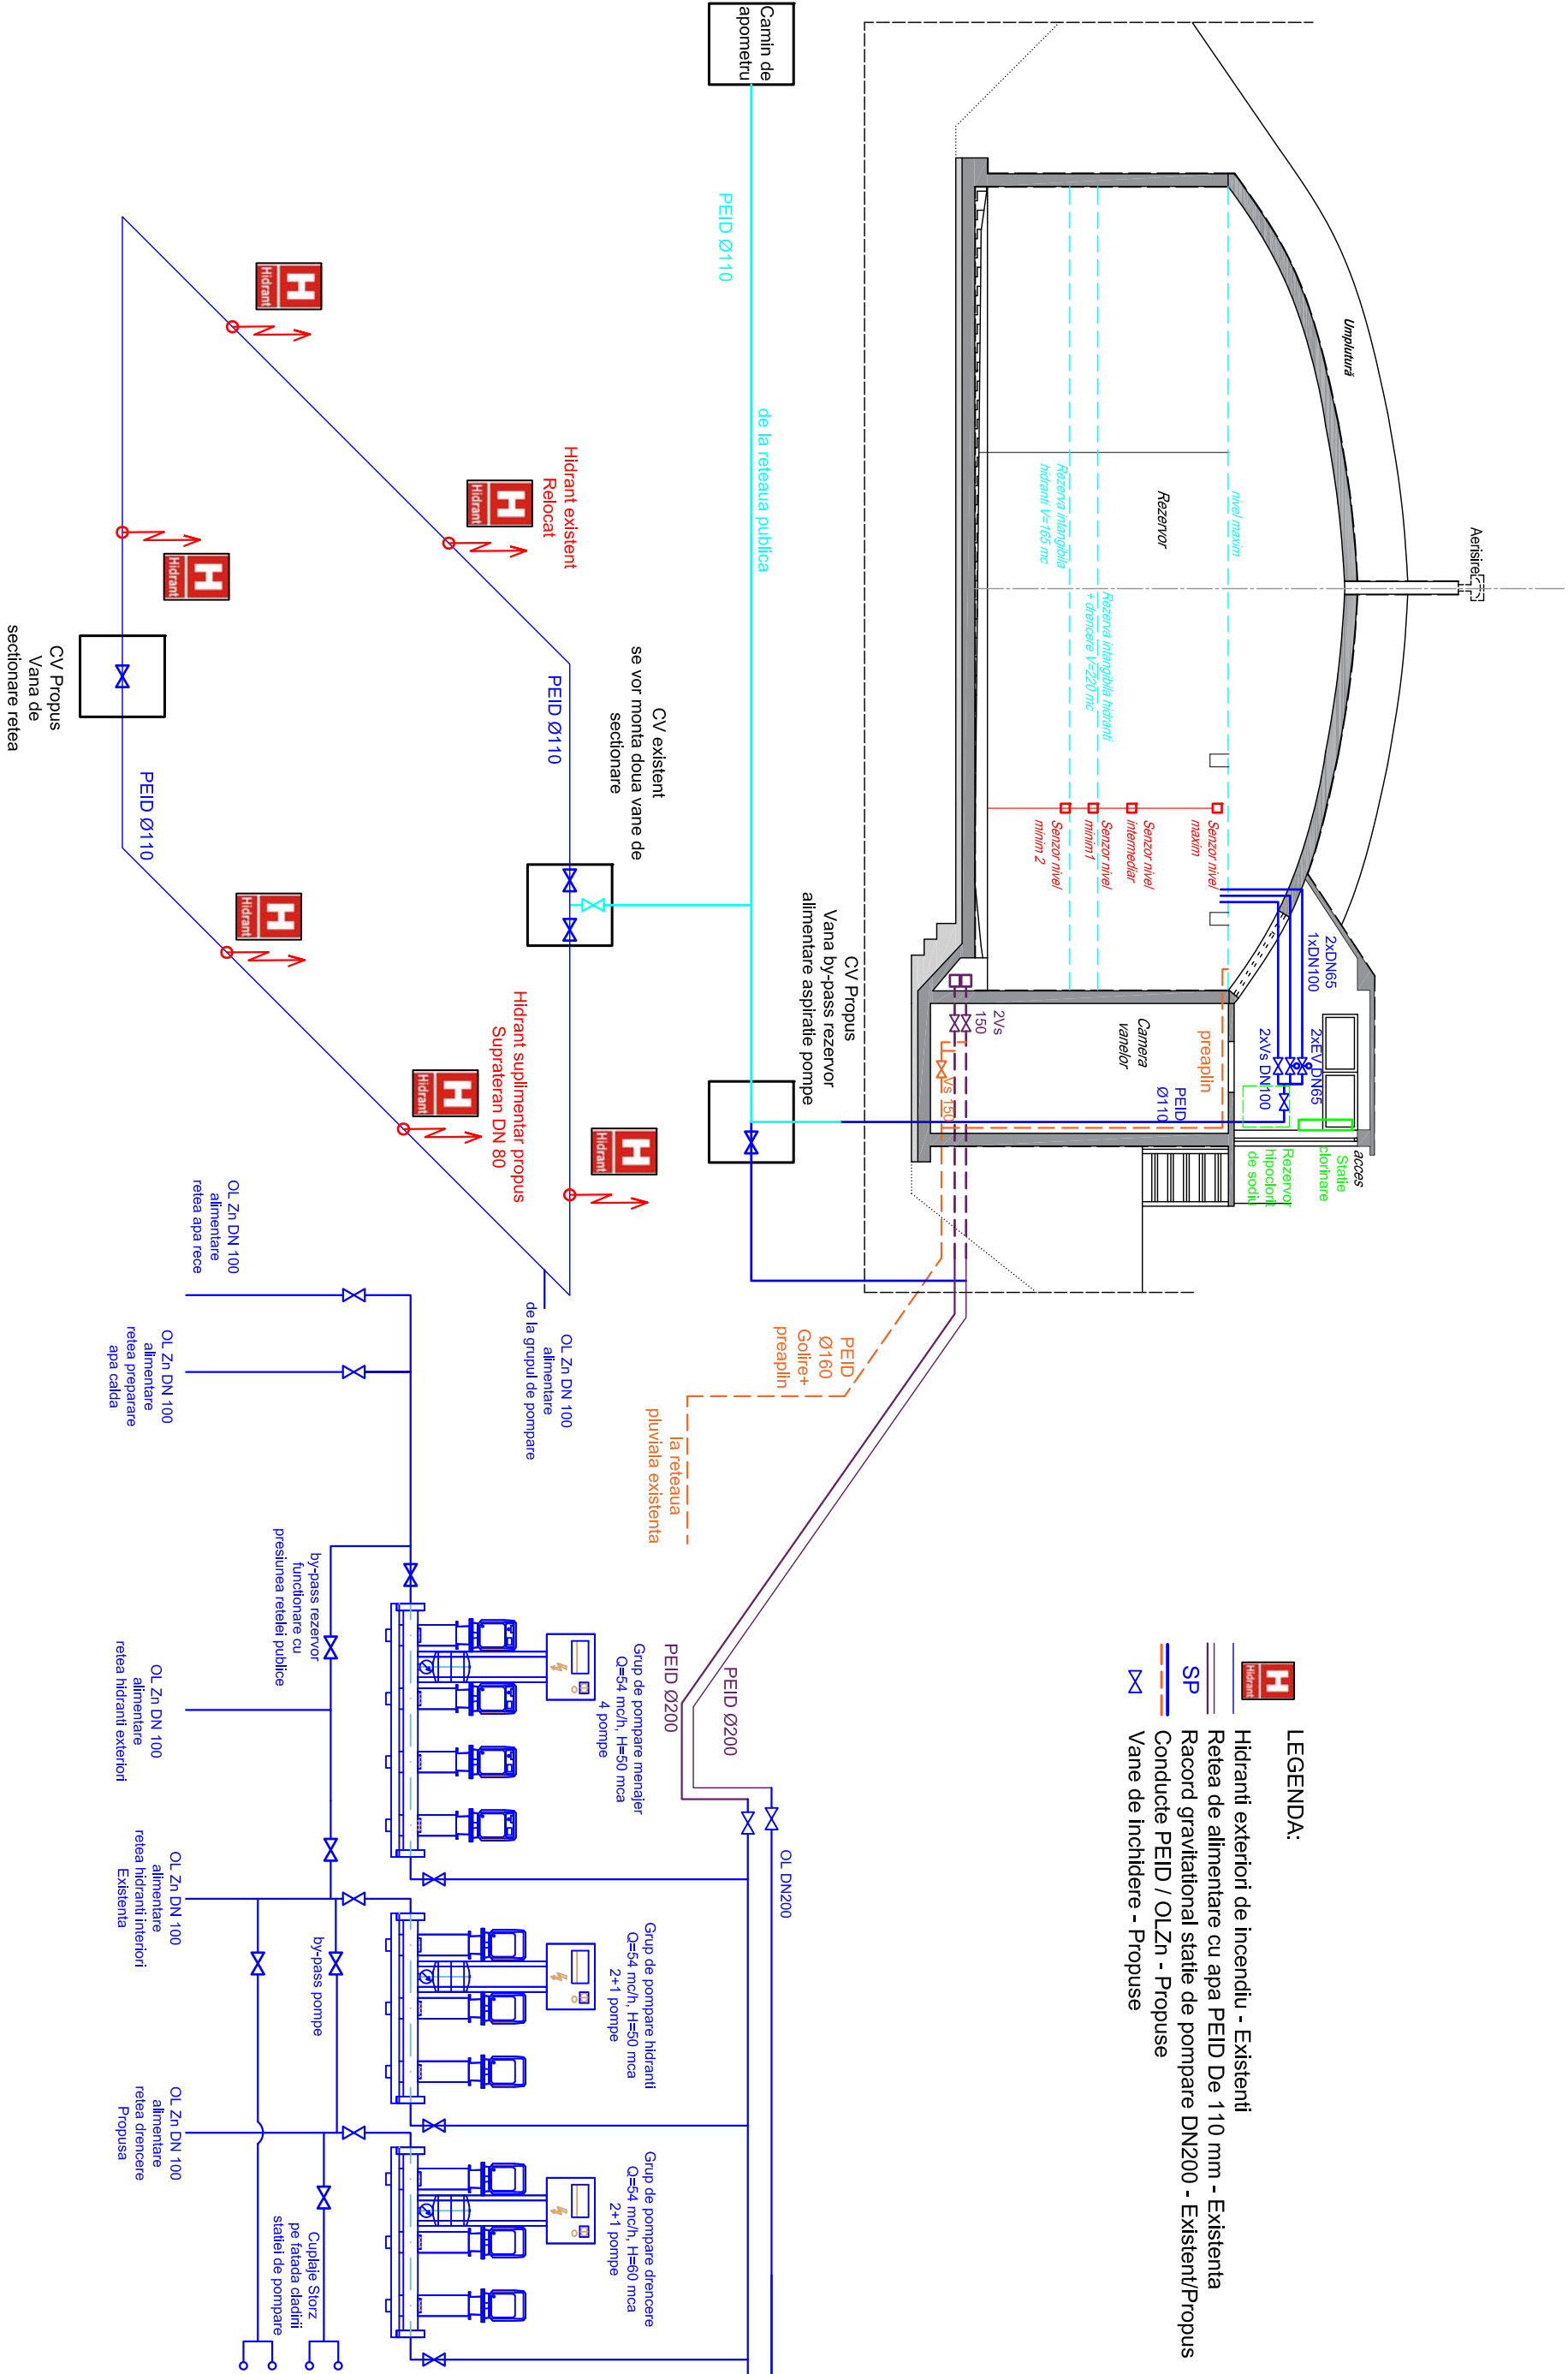 Camin de
apometru
PEID Ø110
de la reteaua publica
Aerisire
Umplutură
nivel maxim
Rezervor
Rezerva intangibila hidranti
+ drencere V=220 mc
Rezerva intangibila
hidranti V=165 mc
Senzor nivel
maxim
Senzor nivel
intermediar
Senzor nivel
minim1
Senzor nivel
minim 2
2xDN65
1xDN100
2xEV DN65
2xVs DN100
preaplin
Camera
vanelor
PEID
Ø110
2Vs
150
Vs 150
acces
Statie
clorinare
Rezervor
hipoclorit
de sodiu
CV Propus
Vana by-pass rezervor
alimentare aspiratie pompe
CV existent
se vor monta doua vane de
sectionare
PEID Ø110
Hidrant existent
Relocat
H
Hidrant
H
Hidrant
H
Hidrant
H
Hidrant
H
Hidrant
H
Hidrant
CV Propus
Vana de
sectionare retea
PEID Ø110
Hidrant suplimentar propus
Suprateran DN 80
OL Zn DN 100
alimentare
de la grupul de pompare
PEID
Ø160
Golire+
preaplin
la reteaua
pluviala existenta
PEID Ø200
PEID Ø200
OL DN200
OL Zn DN 100
alimentare
retea apa rece
OL Zn DN 100
alimentare
retea preparare
apa calda
by-pass rezervor
functionare cu
presiunea retelei publice
OL Zn DN 100
alimentare
retea hidranti exteriori
OL Zn DN 100
alimentare
retea hidranti interiori
Existenta
by-pass pompe
OL Zn DN 100
alimentare
retea drencere
Propusa
Cuplaje Storz
pe fatada cladirii
statiei de pompare
Grup de pompare menajer
Q=54 mc/h, H=50 mca
4 pompe
Grup de pompare hidranti
Q=54 mc/h, H=50 mca
2+1 pompe
Grup de pompare drencere
Q=54 mc/h, H=60 mca
2+1 pompe
LEGENDA:
H
Hidrant
Hidranti exteriori de incendiu - Existenti
Retea de alimentare cu apa PEID De 110 mm - Existenta
SP Racord gravitational statie de pompare DN200 - Existent/Propus
Conducte PEID / OLZn - Propuse
Vane de inchidere - Propuse